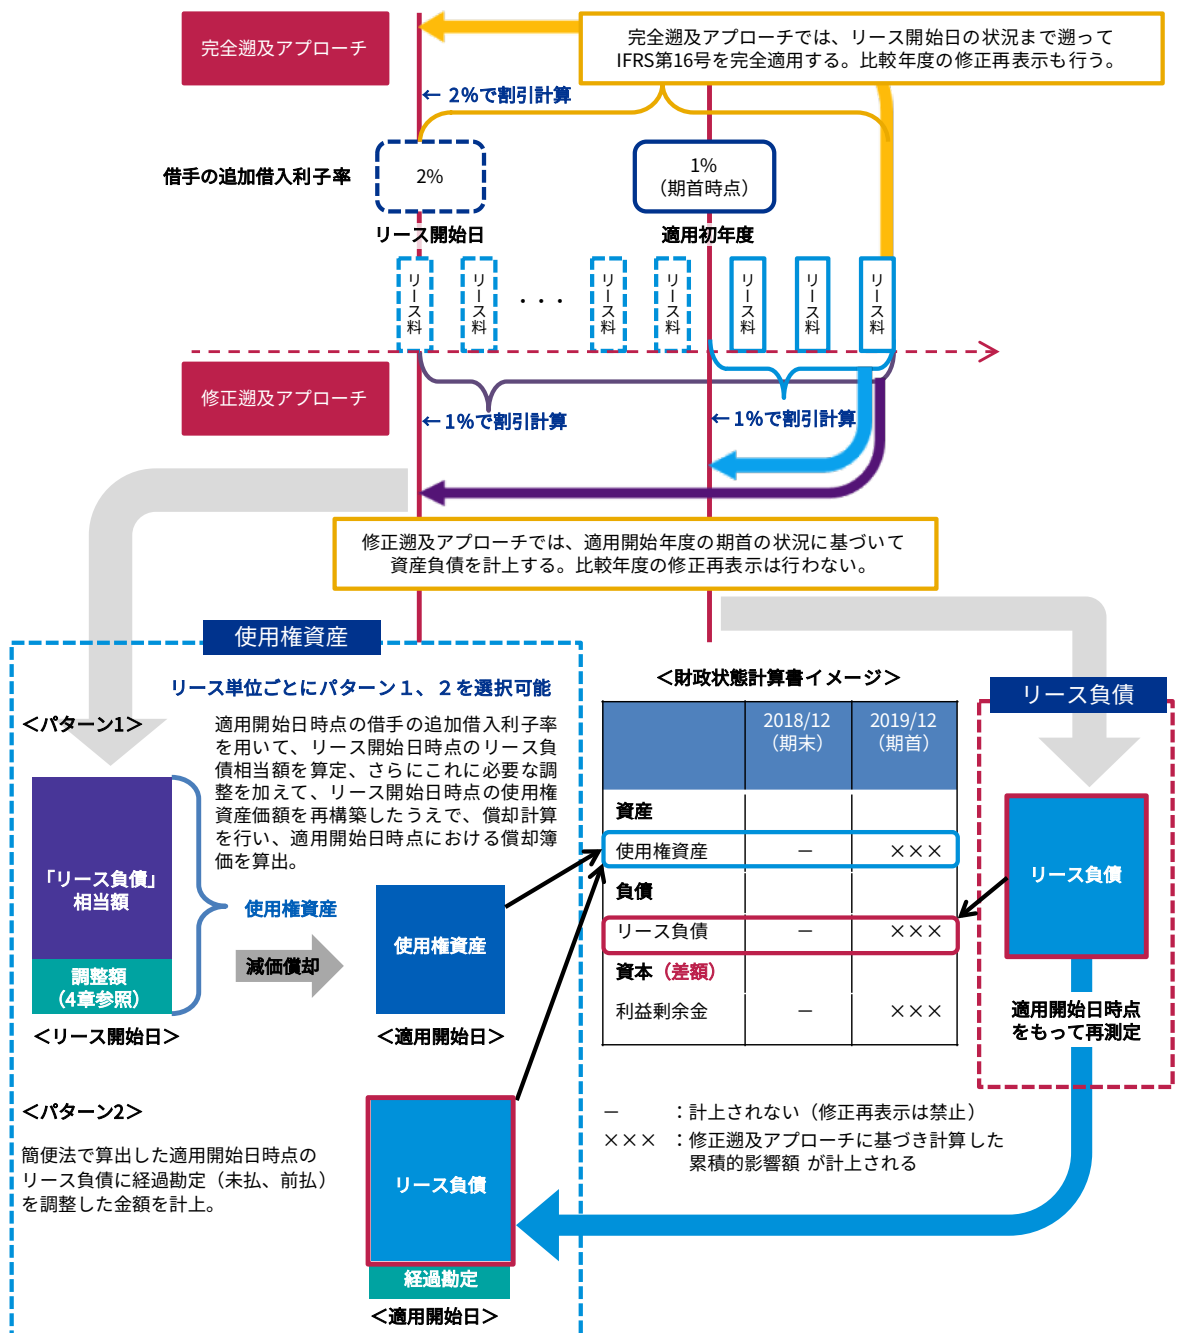 完全遡及アプローチ
完全遡及アプローチでは、リース開始日の状況まで遡って
IFRS第16号を完全適用する。比較年度の修正再表示も行う。
←2%で割引計算
借手の追加借入利子率
2%
1%
（期首時点）
リース開始日
適用初年度
リース料
リース料
・・・
リース料
リース料
リース料
リース料
リース料
修正遡及アプローチ
←1%で割引計算
←1%で割引計算
修正遡及アプローチでは、適用開始年度の期首の状況に基づいて
資産負債を計上する。比較年度の修正再表示は行わない。
使用権資産
リース単位ごとにパターン１、２を選択可能
＜パターン1＞
適用開始日時点の借手の追加借入利子率
を用いて、リース開始日時点のリース負
債相当額を算定、さらにこれに必要な調
整を加えて、リース開始日時点の使用権
資産価額を再構築したうえで、償却計算
を行い、適用開始日時点における償却簿
価を算出。
「リース負債」
相当額
調整額
（4章参照）
＜リース開始日＞
使用権資産
減価償却
使用権資産
＜適用開始日＞
＜パターン2＞
簡便法で算出した適用開始日時点の
リース負債に経過勘定（未払、前払）
を調整した金額を計上。
リース負債
経過勘定
＜適用開始日＞
＜財政状態計算書イメージ＞
2018/12
（期末）
2019/12
（期首）
資産
使用権資産 － ×××
負債
リース負債 － ×××
資本（差額）
利益剰余金 － ×××
－ ：計上されない（修正再表示は禁止）
××× ：修正遡及アプローチに基づき計算した
累積的影響額 が計上される
リース負債
リース負債
適用開始日時点
をもって再測定